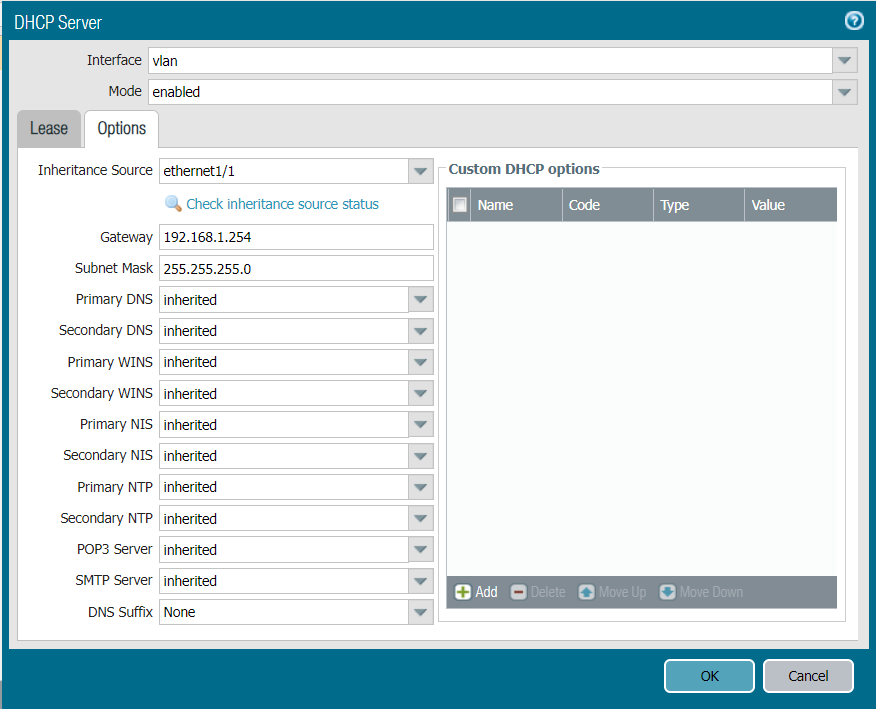 DHCP Server
Interface vlan
Mode enabled
Lease Options
Inheritance Source ethernet1/1
Check inheritance source status
Gateway 192.168.1.254
Subnet Mask 255.255.255.0
Primary DNS inherited
Secondary DNS inherited
Primary WINS inherited
Secondary WINS inherited
Primary NIS inherited
Secondary NIS inherited
Primary NTP inherited
Secondary NTP inherited
POP3 Server inherited
SMTP Server inherited
DNS Suffix None
Custom DHCP options
Name Code Type Value
Add Delete Move Up Move Down
OK Cancel